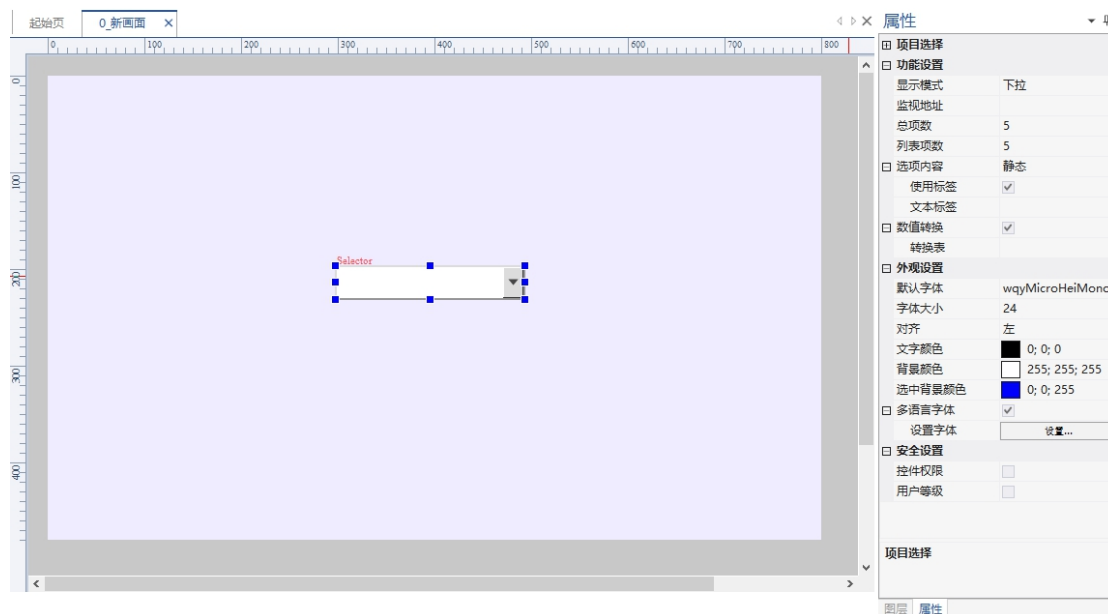 起始页 0_新画面
属性
0 100 200 300 400 500 600 700 800
0
100
200
300
400
Selector
项目选择
功能设置
显示模式 下拉
监视地址
总项数 5
列表项数 5
选项内容 静态
使用标签
文本标签
数值转换
转换表
外观设置
默认字体 wqyMicroHeiMono
字体大小 24
对齐 左
文字颜色 0; 0; 0
背景颜色 255; 255; 255
选中背景颜色 0; 0; 255
多语言字体
设置字体 设置...
安全设置
控件权限
用户等级
项目选择
图层 属性